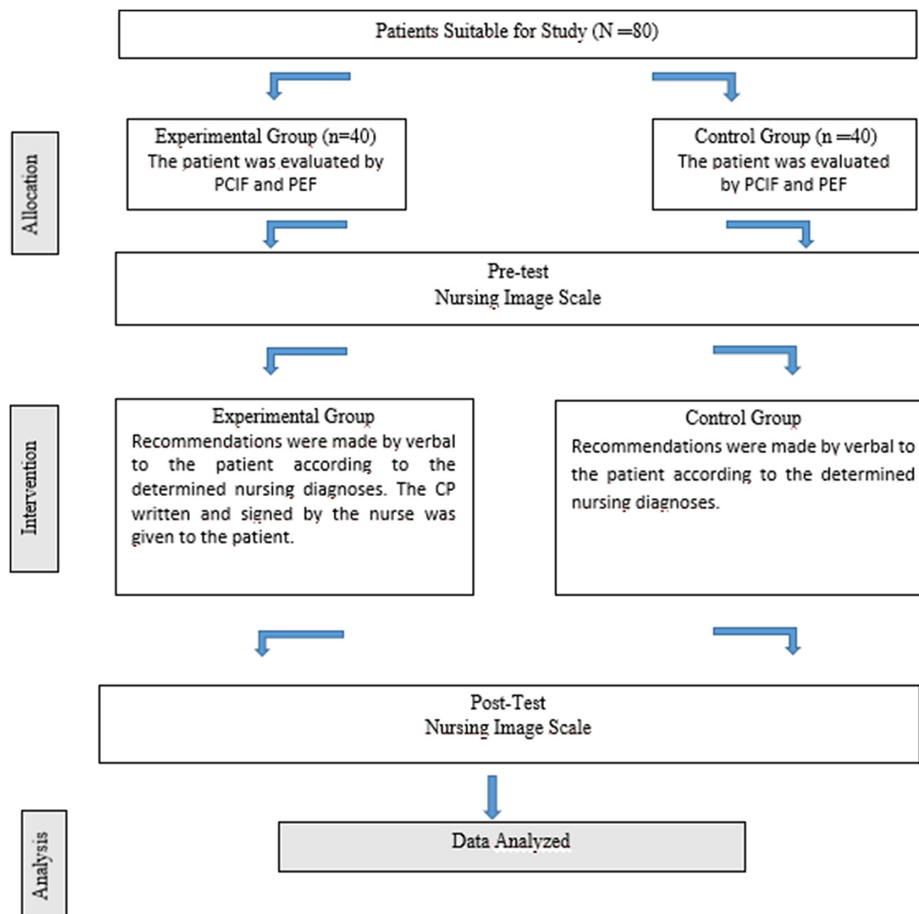 Patients Suitable for Study (N =80)
Allocation
Experimental Group (n=40)
The patient was evaluated by
PCIF and PEF
Control Group (n =40)
The patient was evaluated
by PCIF and PEF
Pre-test
Nursing Image Scale
Intervention
Experimental Group
Recommendations were made by verbal
to the patient according to the
determined nursing diagnoses. The CP
written and signed by the nurse was
given to the patient.
Control Group
Recommendations were made by verbal to
the patient according to the determined
nursing diagnoses.
Post-Test
Nursing Image Scale
Analysis
Data Analyzed